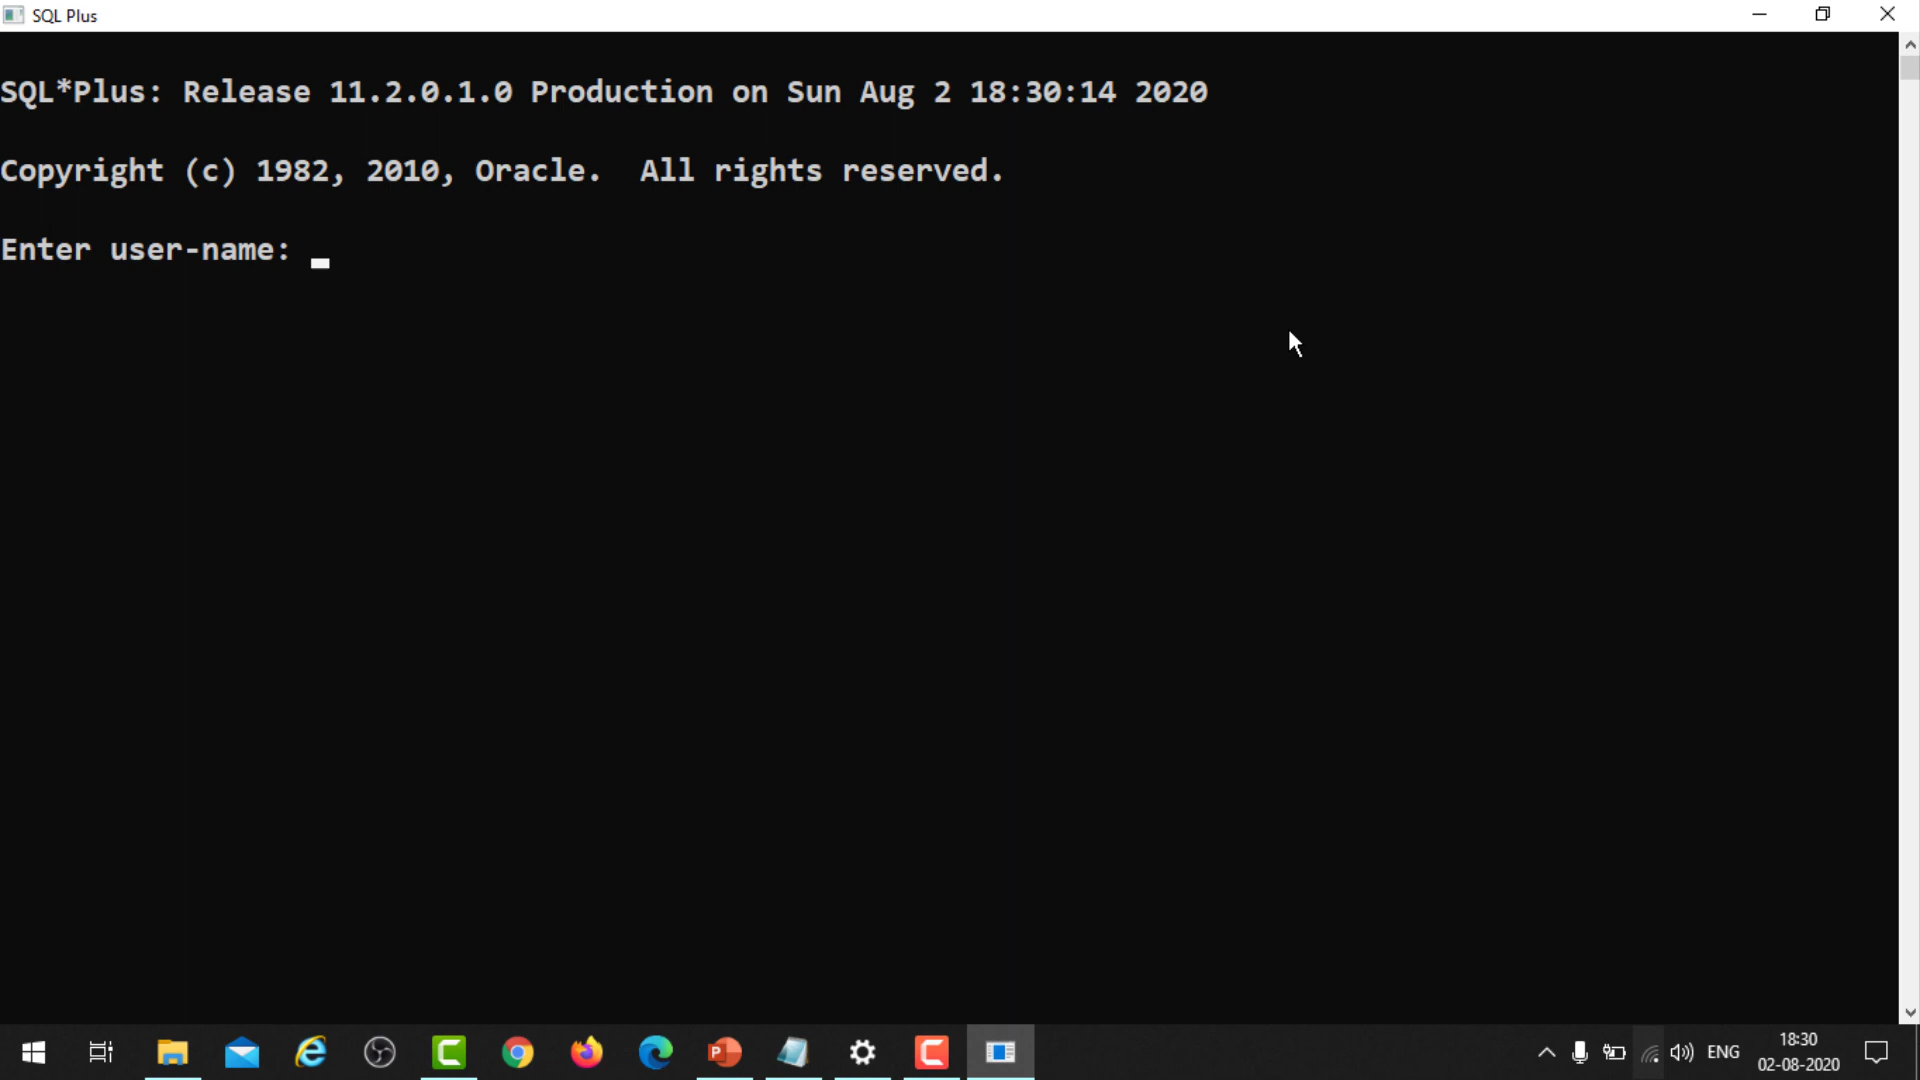 SQL Plus
SQL*Plus: Release 11.2.0.1.0 Production on Sun Aug 2 18:30:14 2020
Copyright (c) 1982, 2010, Oracle.  All rights reserved.
Enter user-name:
ENG
18:30
02-08-2020